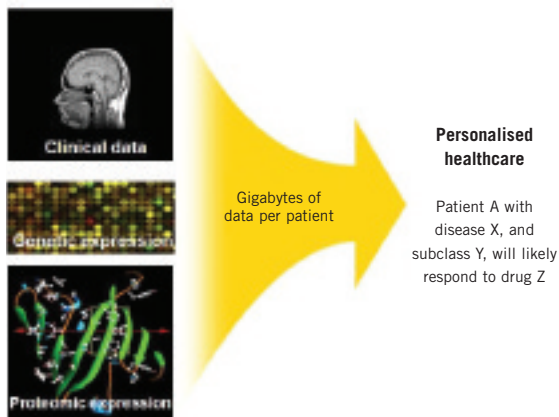 Clinical data
Genetic expression
Proteomic expression
Gigabytes of
data per patient
Personalised
healthcare
Patient A with
disease X, and
subclass Y, will likely
respond to drug Z